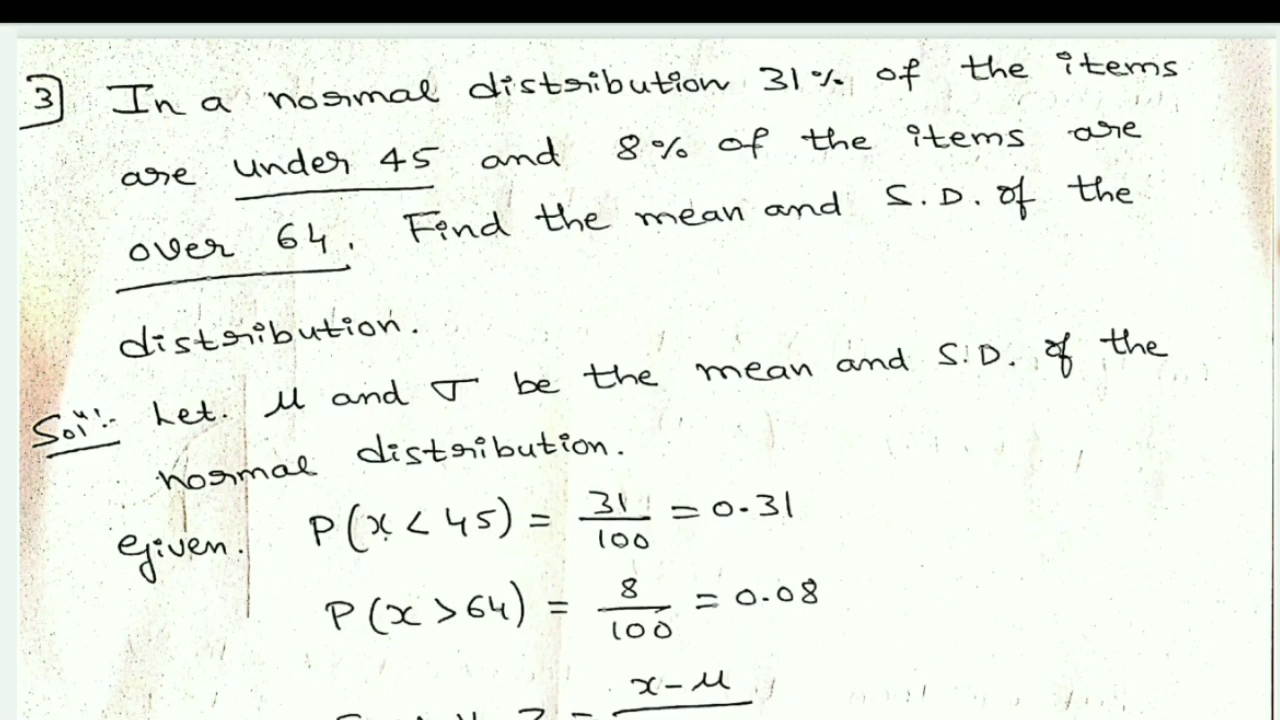 3] In a normal distribution 31% of the items
are under 45 and 8% of the items are
over 64. Find the mean and S.D. of the
distribution.
Sol^n:- Let. μ and σ be the mean and S.D. of the
normal distribution.
Given. P(x < 45) = 31/100 = 0.31
P(x > 64) = 8/100 = 0.08
z = x-μ